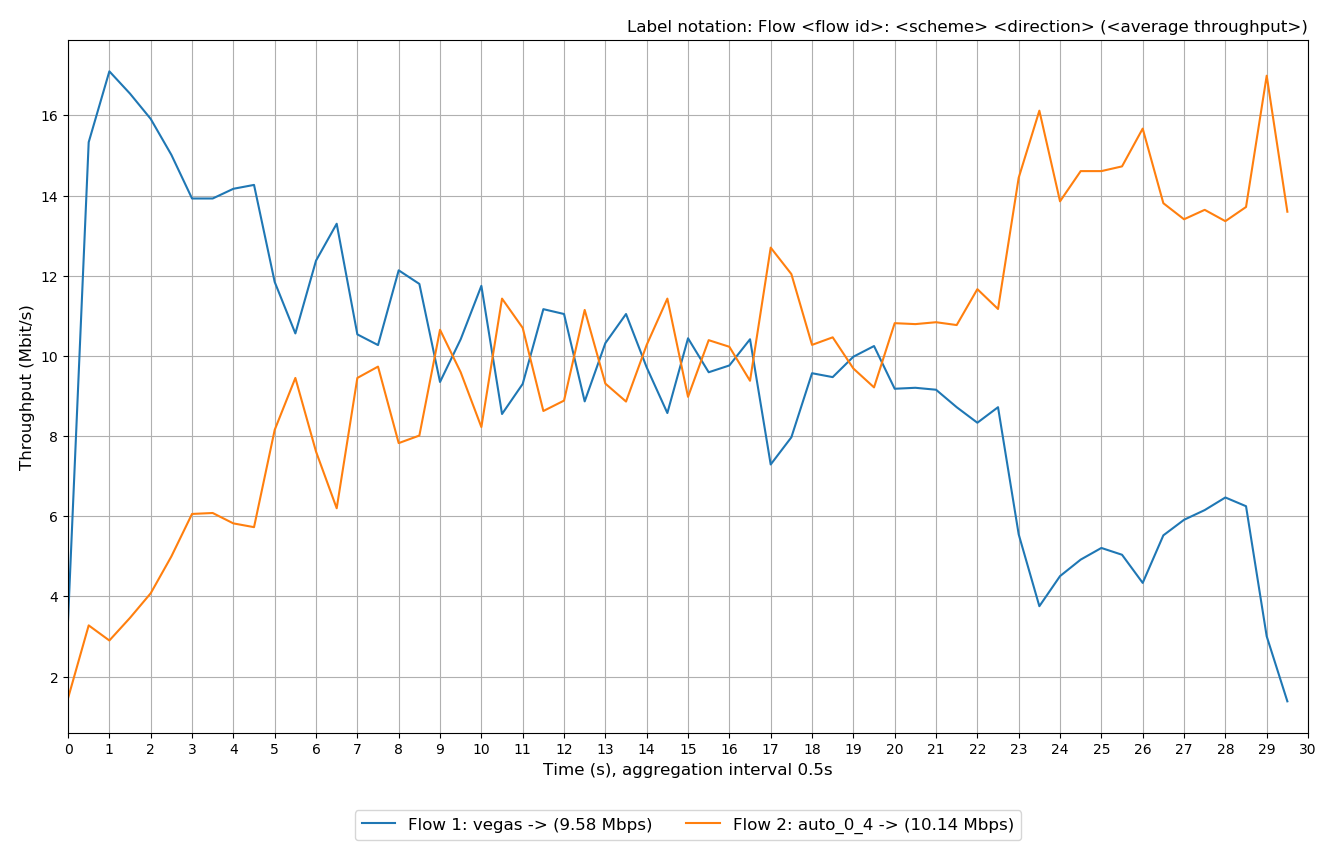 Label notation: Flow <flow id>: <scheme> <direction> (<average throughput>)
Throughput (Mbit/s)
16
14
12
10
8
6
4
2
0 1 2 3 4 5 6 7 8 9 10 11 12 13 14 15 16 17 18 19 20 21 22 23 24 25 26 27 28 29 30
Time (s), aggregation interval 0.5s
Flow 1: vegas -> (9.58 Mbps) Flow 2: auto_0_4 -> (10.14 Mbps)